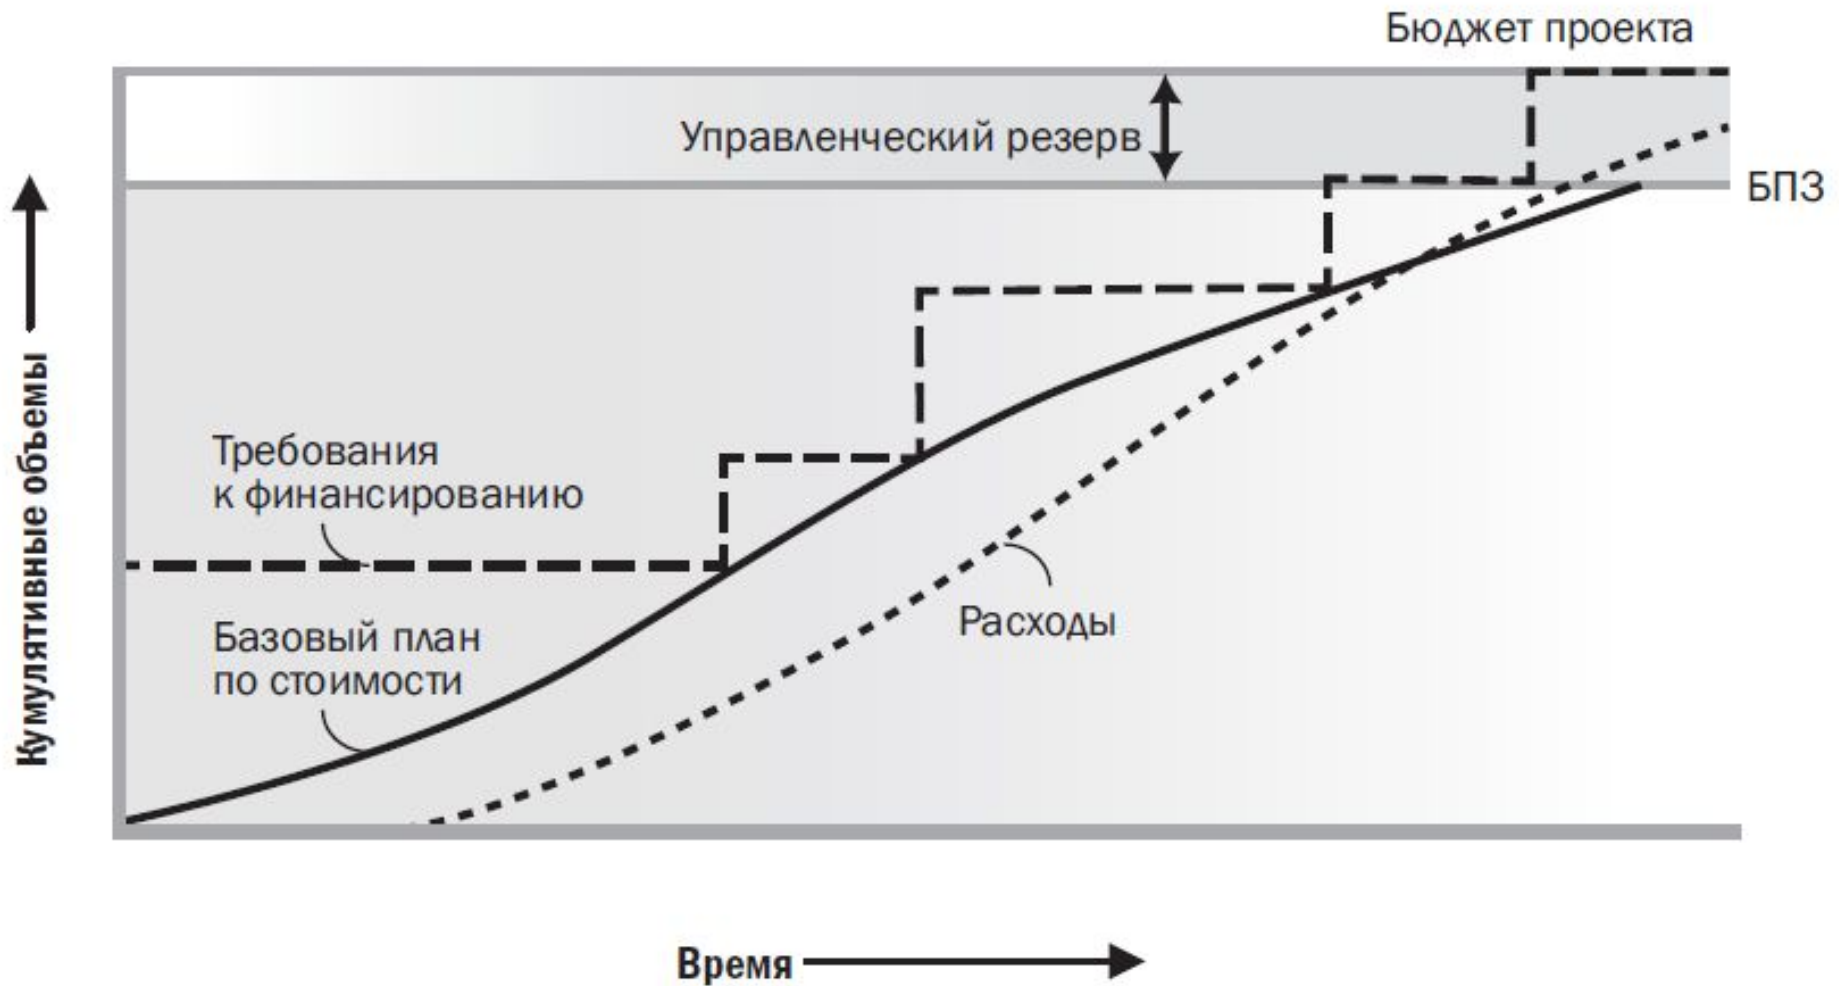 Бюджет проекта
Управленческий резерв
БПЗ
Кумулятивные объемы
Требования
к финансированию
Базовый план
по стоимости
Расходы
Время